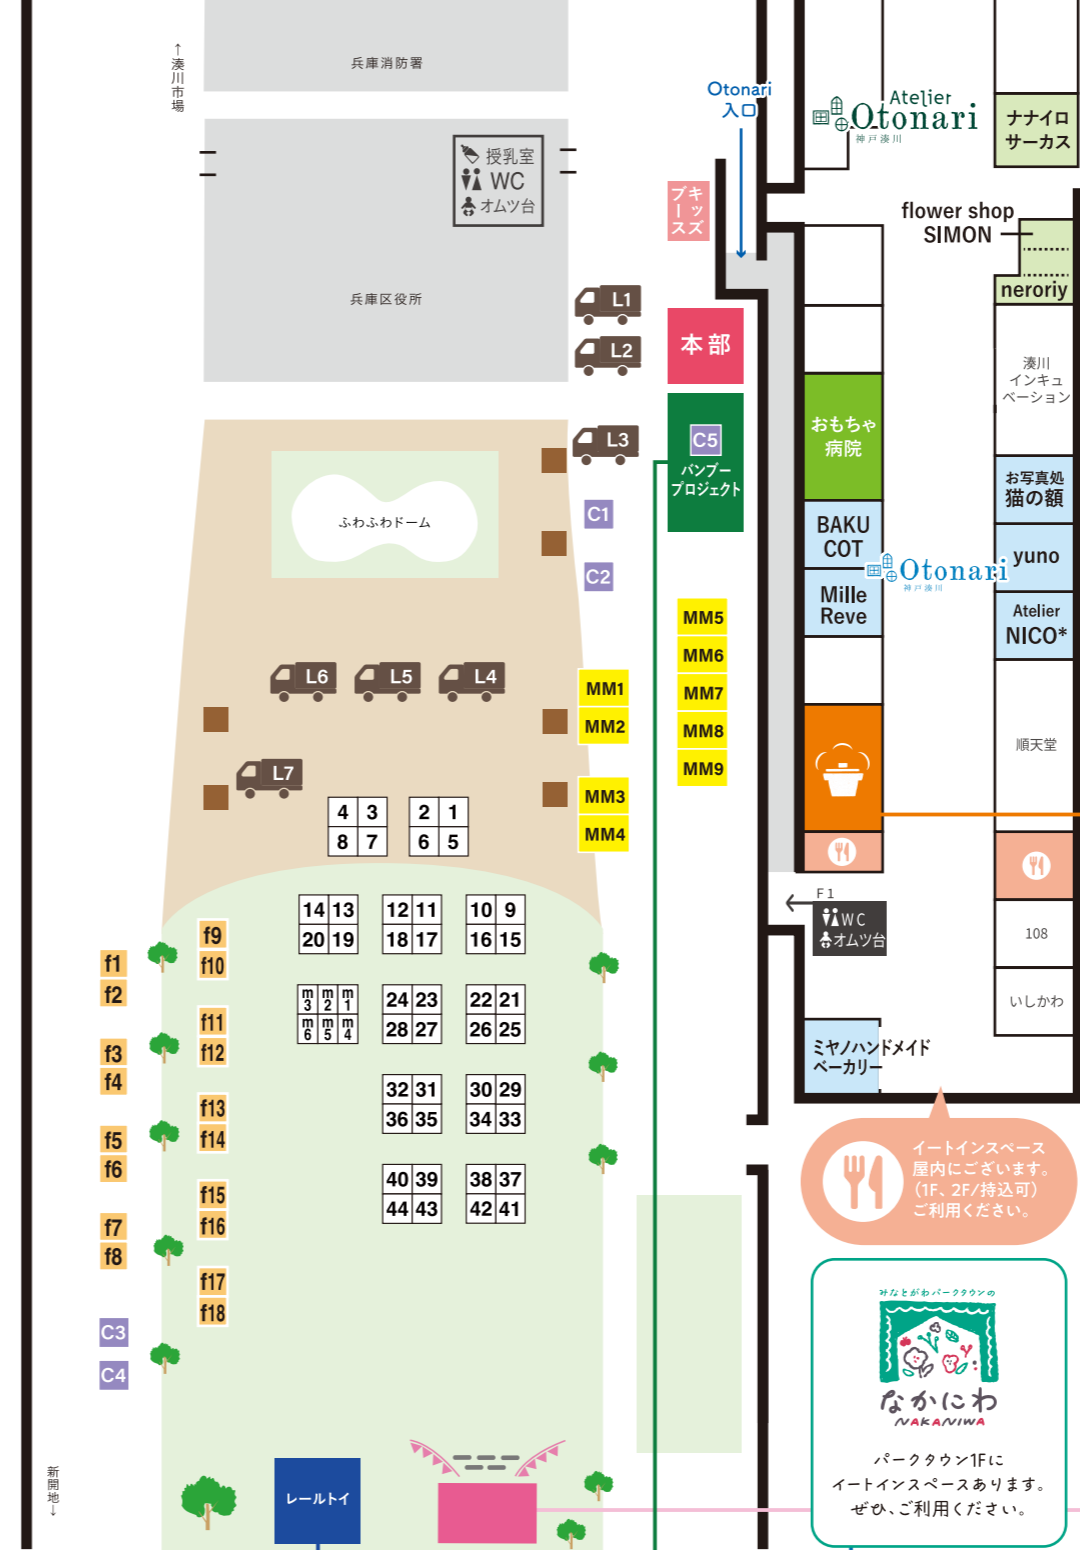 ↑湊川市場
兵庫消防署
授乳室
WC
オムツ台
兵庫区役所
Otonari
入口
キッズ
ブース
Atelier
Otonari
神戸湊川
ナナイロ
サーカス
flower shop
SIMON
neroriy
L1
L2
本部
L3
C5
バンブー
プロジェクト
C1
C2
ふわふわドーム
湊川
インキュ
ベーション
おもちゃ
病院
お写真処
猫の額
BAKU
COT
Otonari
神戸湊川
yuno
Mille
Reve
Atelier
NICO*
MM5
MM6
MM7
MM8
MM9
L6
L5
L4
MM1
MM2
MM3
MM4
順天堂
L7
4 3
8 7
2 1
6 5
14 13
20 19
12 11
18 17
10 9
16 15
m3 m2 m1
m6 m5 m4
24 23
28 27
22 21
26 25
32 31
36 35
30 29
34 33
40 39
44 43
38 37
42 41
f1
f2
f3
f4
f5
f6
f7
f8
f9
f10
f11
f12
f13
f14
f15
f16
f17
f18
C3
C4
F1
WC
オムツ台
108
いしかわ
ミヤノハンドメイド
ベーカリー
イートインスペース
屋内にございます。
（1F、2F/持込可）
ご利用ください。
みなとがわパークタウンの
なかにわ
NAKANIWA
パークタウン1Fに
イートインスペースあります。
ぜひ、ご利用ください。
新開地↓
レールトイ